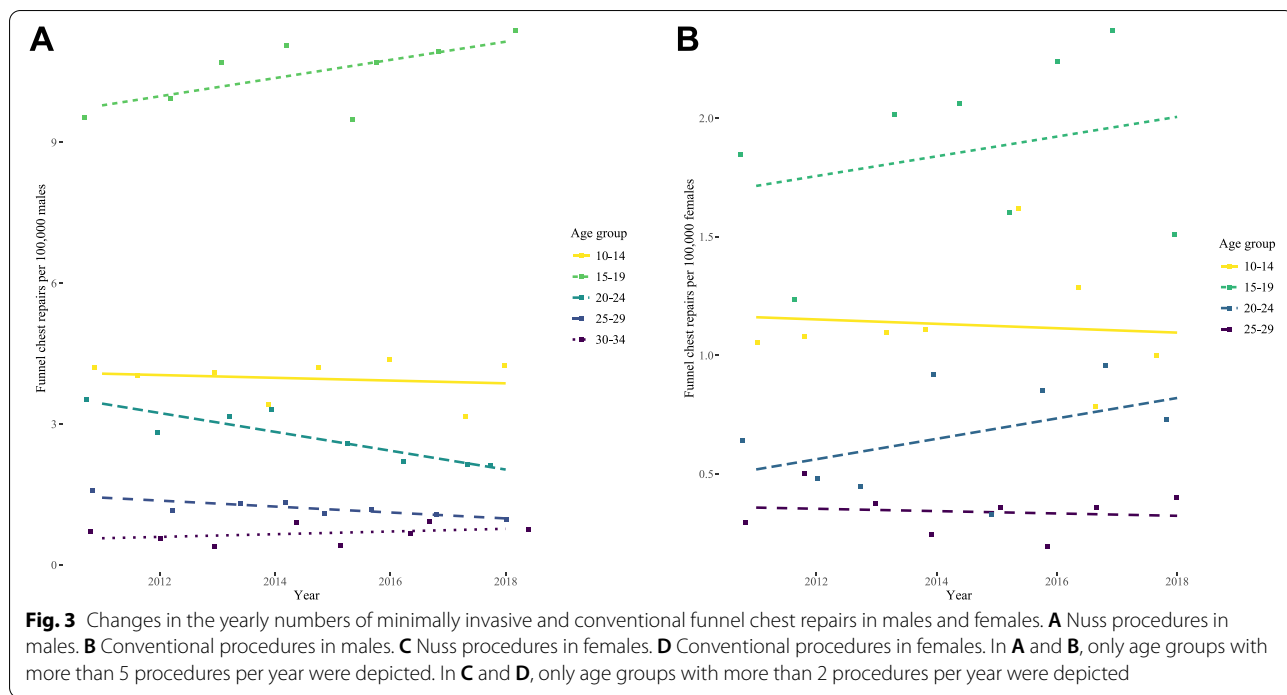 A
9
6
3
0
Funnel chest repairs per 100,000 males
2012
2014
2016
2018
Year
Age group
10-14
15-19
20-24
25-29
30-34
B
2.0
1.5
1.0
0.5
Funnel chest repairs per 100,000 females
2012
2014
2016
2018
Year
Age group
10-14
15-19
20-24
25-29
Fig. 3 Changes in the yearly numbers of minimally invasive and conventional funnel chest repairs in males and females. A Nuss procedures in
males. B Conventional procedures in males. C Nuss procedures in females. D Conventional procedures in females. In A and B, only age groups with
more than 5 procedures per year were depicted. In C and D, only age groups with more than 2 procedures per year were depicted